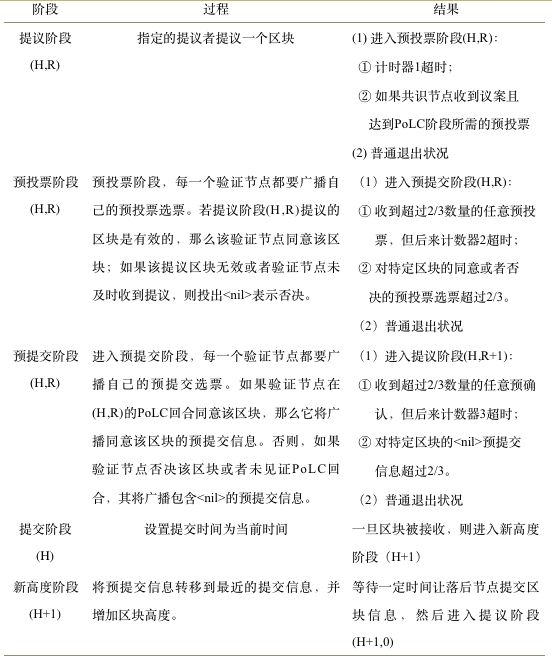 阶段 过程 结果
提议阶段
(H,R)
指定的提议者提议一个区块
(1) 进入预投票阶段(H,R)：
① 计时器1超时；
② 如果共识节点收到议案且
达到PoLC阶段所需的预投票
(2) 普通退出状况
预投票阶段
(H,R)
预投票阶段，每一个验证节点都要广播自
己的预投票选票。若提议阶段(H,R)提议的
区块是有效的，那么该验证节点同意该区
块；如果该提议区块无效或者验证节点未
及时收到提议，则投出<nil>表示否决。
（1）进入预提交阶段(H,R)：
① 收到超过2/3数量的任意预投
票，但后来计数器2超时；
② 对特定区块的同意或者否
决的预投票选票超过2/3。
（2）普通退出状况
预提交阶段
(H,R)
进入预提交阶段，每一个验证节点都要广
播自己的预提交选票。如果验证节点在
(H,R)的PoLC回合同意该区块，那么它将广
播同意该区块的预提交信息。否则，如果
验证节点否决该区块或者未见证PoLC回
合，其将广播包含<nil>的预提交信息。
（1）进入提议阶段(H,R+1)：
① 收到超过2/3数量的任意预确
认，但后来计数器3超时；
② 对特定区块的<nil>预提交
信息超过2/3。
（2）普通退出状况
提交阶段
(H)
设置提交时间为当前时间
一旦区块被接收，则进入新高度
阶段（H+1）
新高度阶段
(H+1)
将预提交信息转移到最近的提交信息，并
增加区块高度。
等待一定时间让落后节点提交区
块信息，然后进入提议阶段
(H+1,0)